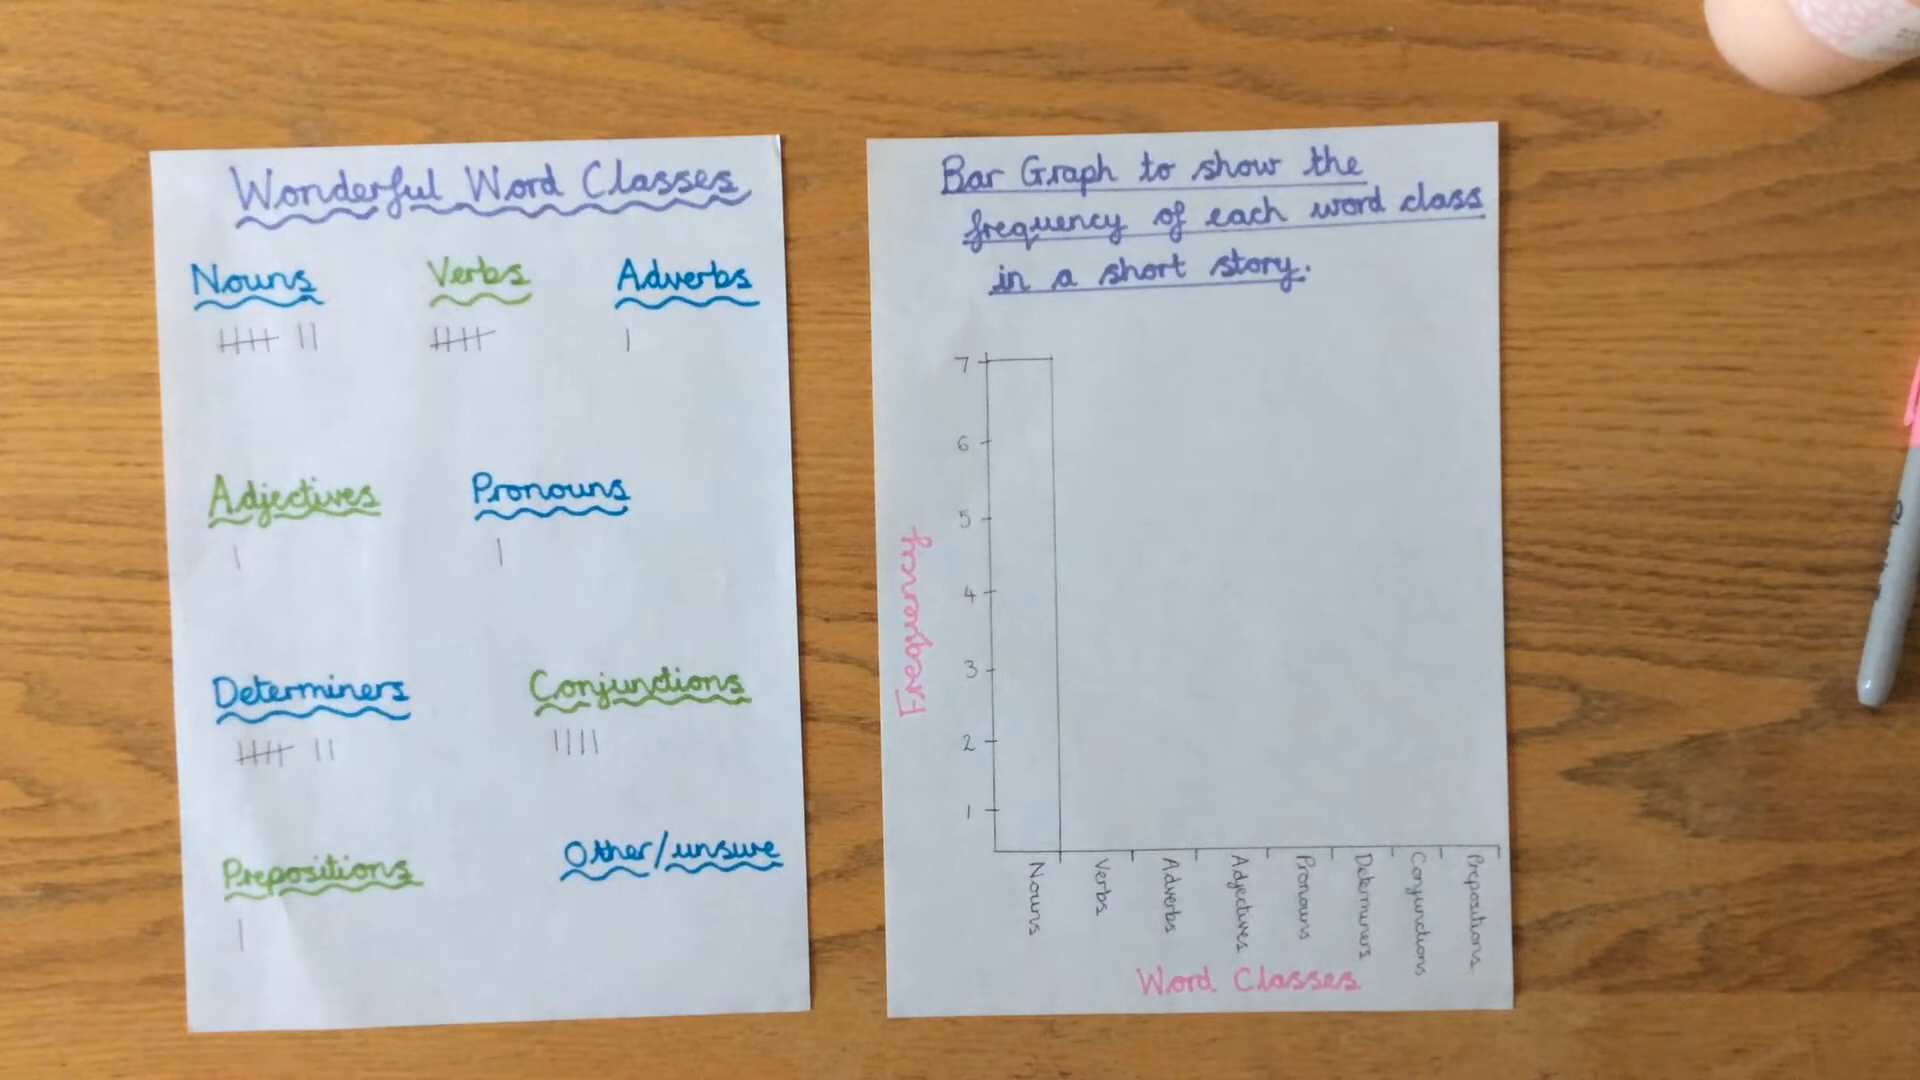 Wonderful Word Classes
Nouns
Verbs
Adverbs
Adjectives
Pronouns
Determiners
Conjunctions
Prepositions
Other/unsure
Bar Graph to show the
frequency of each word class
in a short story.
Frequency
7
6
5
4
3
2
1
Nouns
Verbs
Adverbs
Adjectives
Pronouns
Determiners
Conjunctions
Prepositions
Word Classes